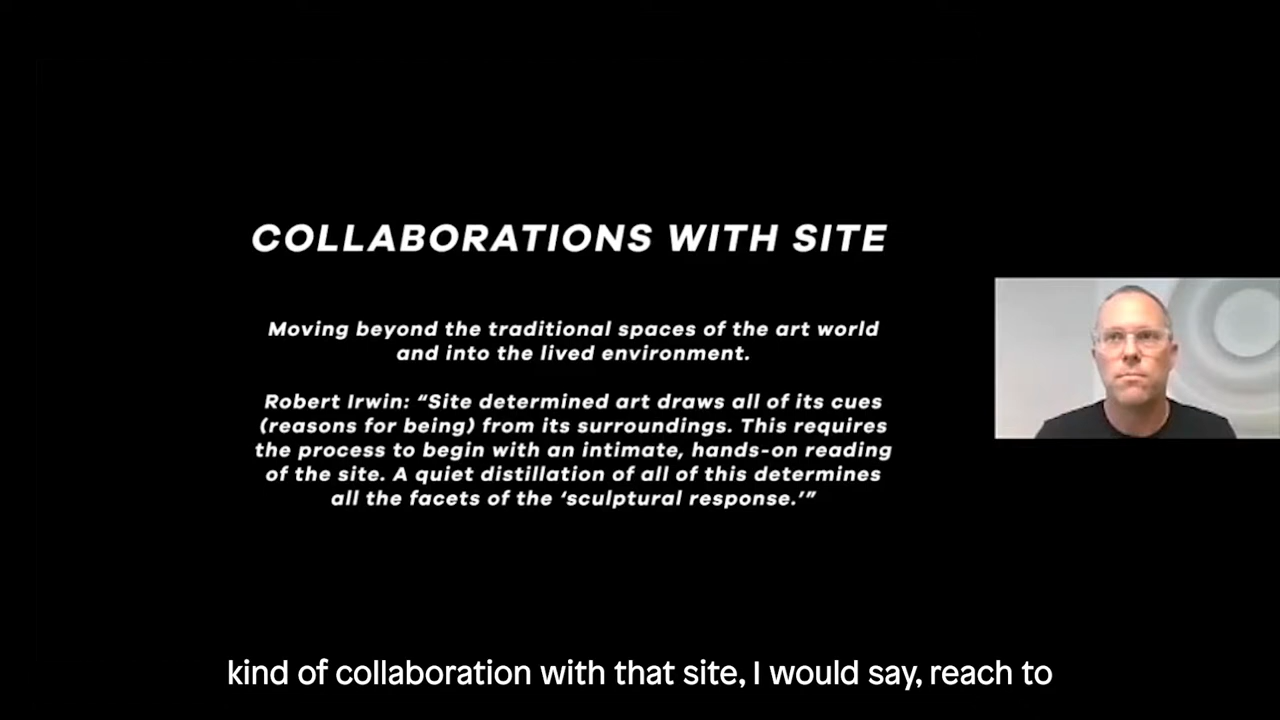 COLLABORATIONS WITH SITE
Moving beyond the traditional spaces of the art world
and into the lived environment.
Robert Irwin: “Site determined art draws all of its cues
(reasons for being) from its surroundings. This requires
the process to begin with an intimate, hands-on reading
of the site. A quiet distillation of all of this determines
all the facets of the ‘sculptural response.’”
kind of collaboration with that site, I would say, reach to